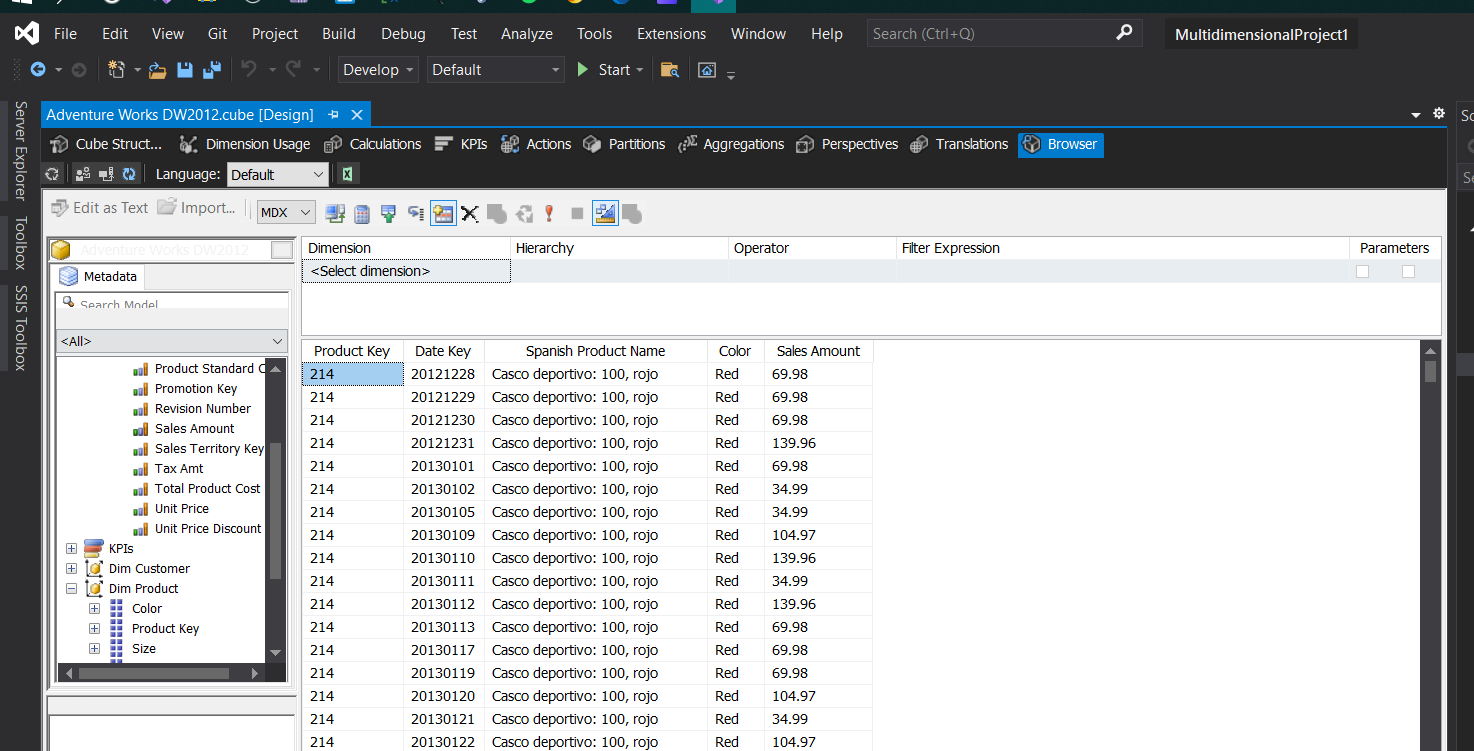 File Edit View Git Project Build Debug Test Analyze Tools Extensions Window Help Search (Ctrl+Q) MultidimensionalProject1
Develop Default Start
Server Explorer
Toolbox
SSIS Toolbox
Adventure Works DW2012.cube [Design]
Cube Struct... Dimension Usage Calculations KPIs Actions Partitions Aggregations Perspectives Translations Browser
Language: Default
Edit as Text Import... MDX
Adventure Works DW2012
Metadata
Search Model
<All>
Product Standard C
Promotion Key
Revision Number
Sales Amount
Sales Territory Key
Tax Amt
Total Product Cost
Unit Price
Unit Price Discount
KPIs
Dim Customer
Dim Product
Color
Product Key
Size
Dimension Hierarchy Operator Filter Expression Parameters
<Select dimension>
Product Key Date Key Spanish Product Name Color Sales Amount
214 20121228 Casco deportivo: 100, rojo Red 69.98
214 20121229 Casco deportivo: 100, rojo Red 69.98
214 20121230 Casco deportivo: 100, rojo Red 69.98
214 20121231 Casco deportivo: 100, rojo Red 139.96
214 20130101 Casco deportivo: 100, rojo Red 69.98
214 20130102 Casco deportivo: 100, rojo Red 34.99
214 20130105 Casco deportivo: 100, rojo Red 34.99
214 20130109 Casco deportivo: 100, rojo Red 104.97
214 20130110 Casco deportivo: 100, rojo Red 139.96
214 20130111 Casco deportivo: 100, rojo Red 34.99
214 20130112 Casco deportivo: 100, rojo Red 139.96
214 20130113 Casco deportivo: 100, rojo Red 69.98
214 20130117 Casco deportivo: 100, rojo Red 69.98
214 20130119 Casco deportivo: 100, rojo Red 69.98
214 20130120 Casco deportivo: 100, rojo Red 104.97
214 20130121 Casco deportivo: 100, rojo Red 34.99
214 20130122 Casco deportivo: 100, rojo Red 104.97